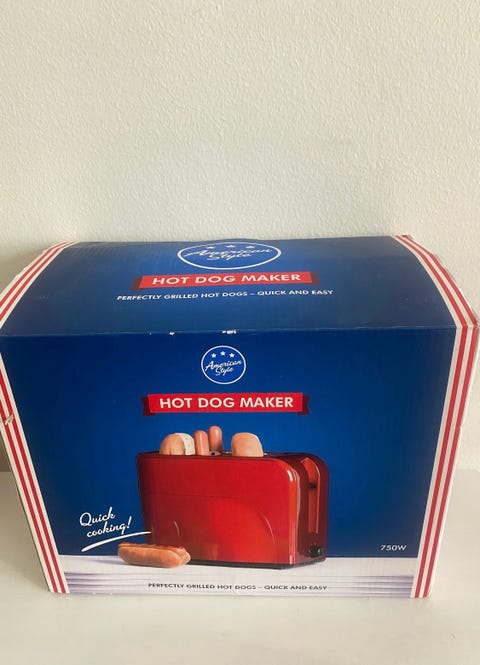 American
Style
HOT DOG MAKER
PERFECTLY GRILLED HOT DOGS – QUICK AND EASY
American
Style
HOT DOG MAKER
Quick
cooking!
750W
PERFECTLY GRILLED HOT DOGS – QUICK AND EASY